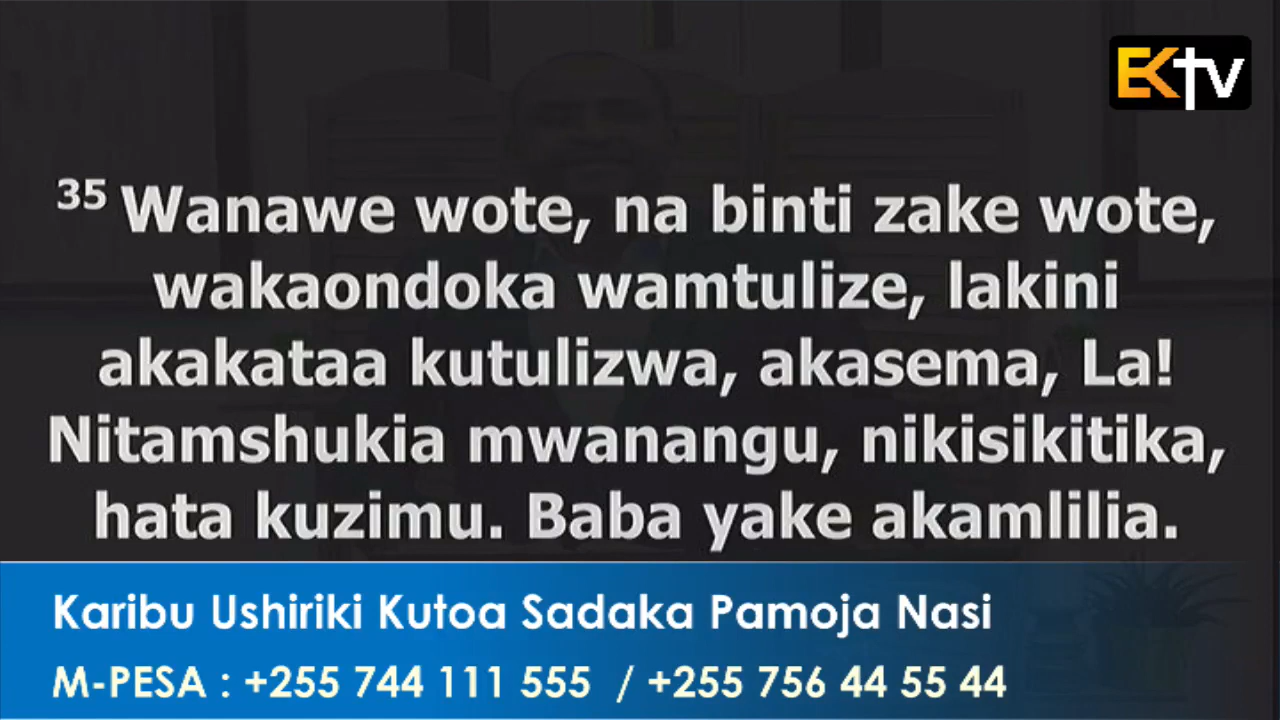 EKTV
35 Wanawe wote, na binti zake wote,
wakaondoka wamtulize, lakini
akakataa kutulizwa, akasema, La!
Nitamshukia mwanangu, nikisikitika,
hata kuzimu. Baba yake akamlilia.
Karibu Ushiriki Kutoa Sadaka Pamoja Nasi
M-PESA : +255 744 111 555 / +255 756 44 55 44